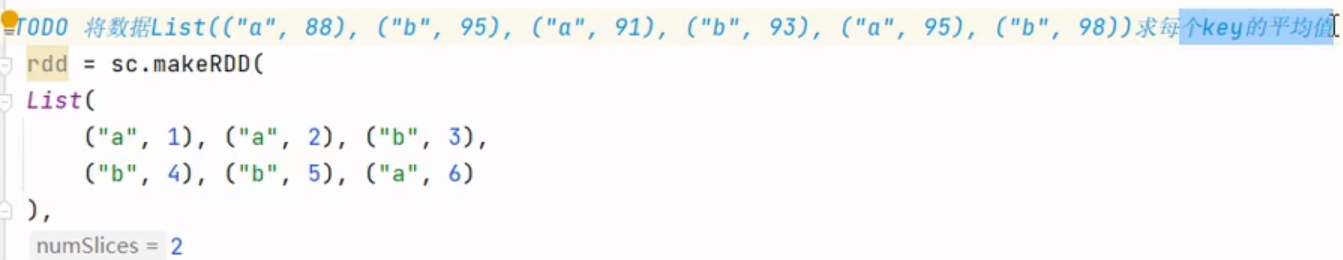 TODO 将数据List(("a", 88), ("b", 95), ("a", 91), ("b", 93), ("a", 95), ("b", 98))求每个key的平均值
rdd = sc.makeRDD(
List(
("a", 1), ("a", 2), ("b", 3),
("b", 4), ("b", 5), ("a", 6)
),
numSlices = 2